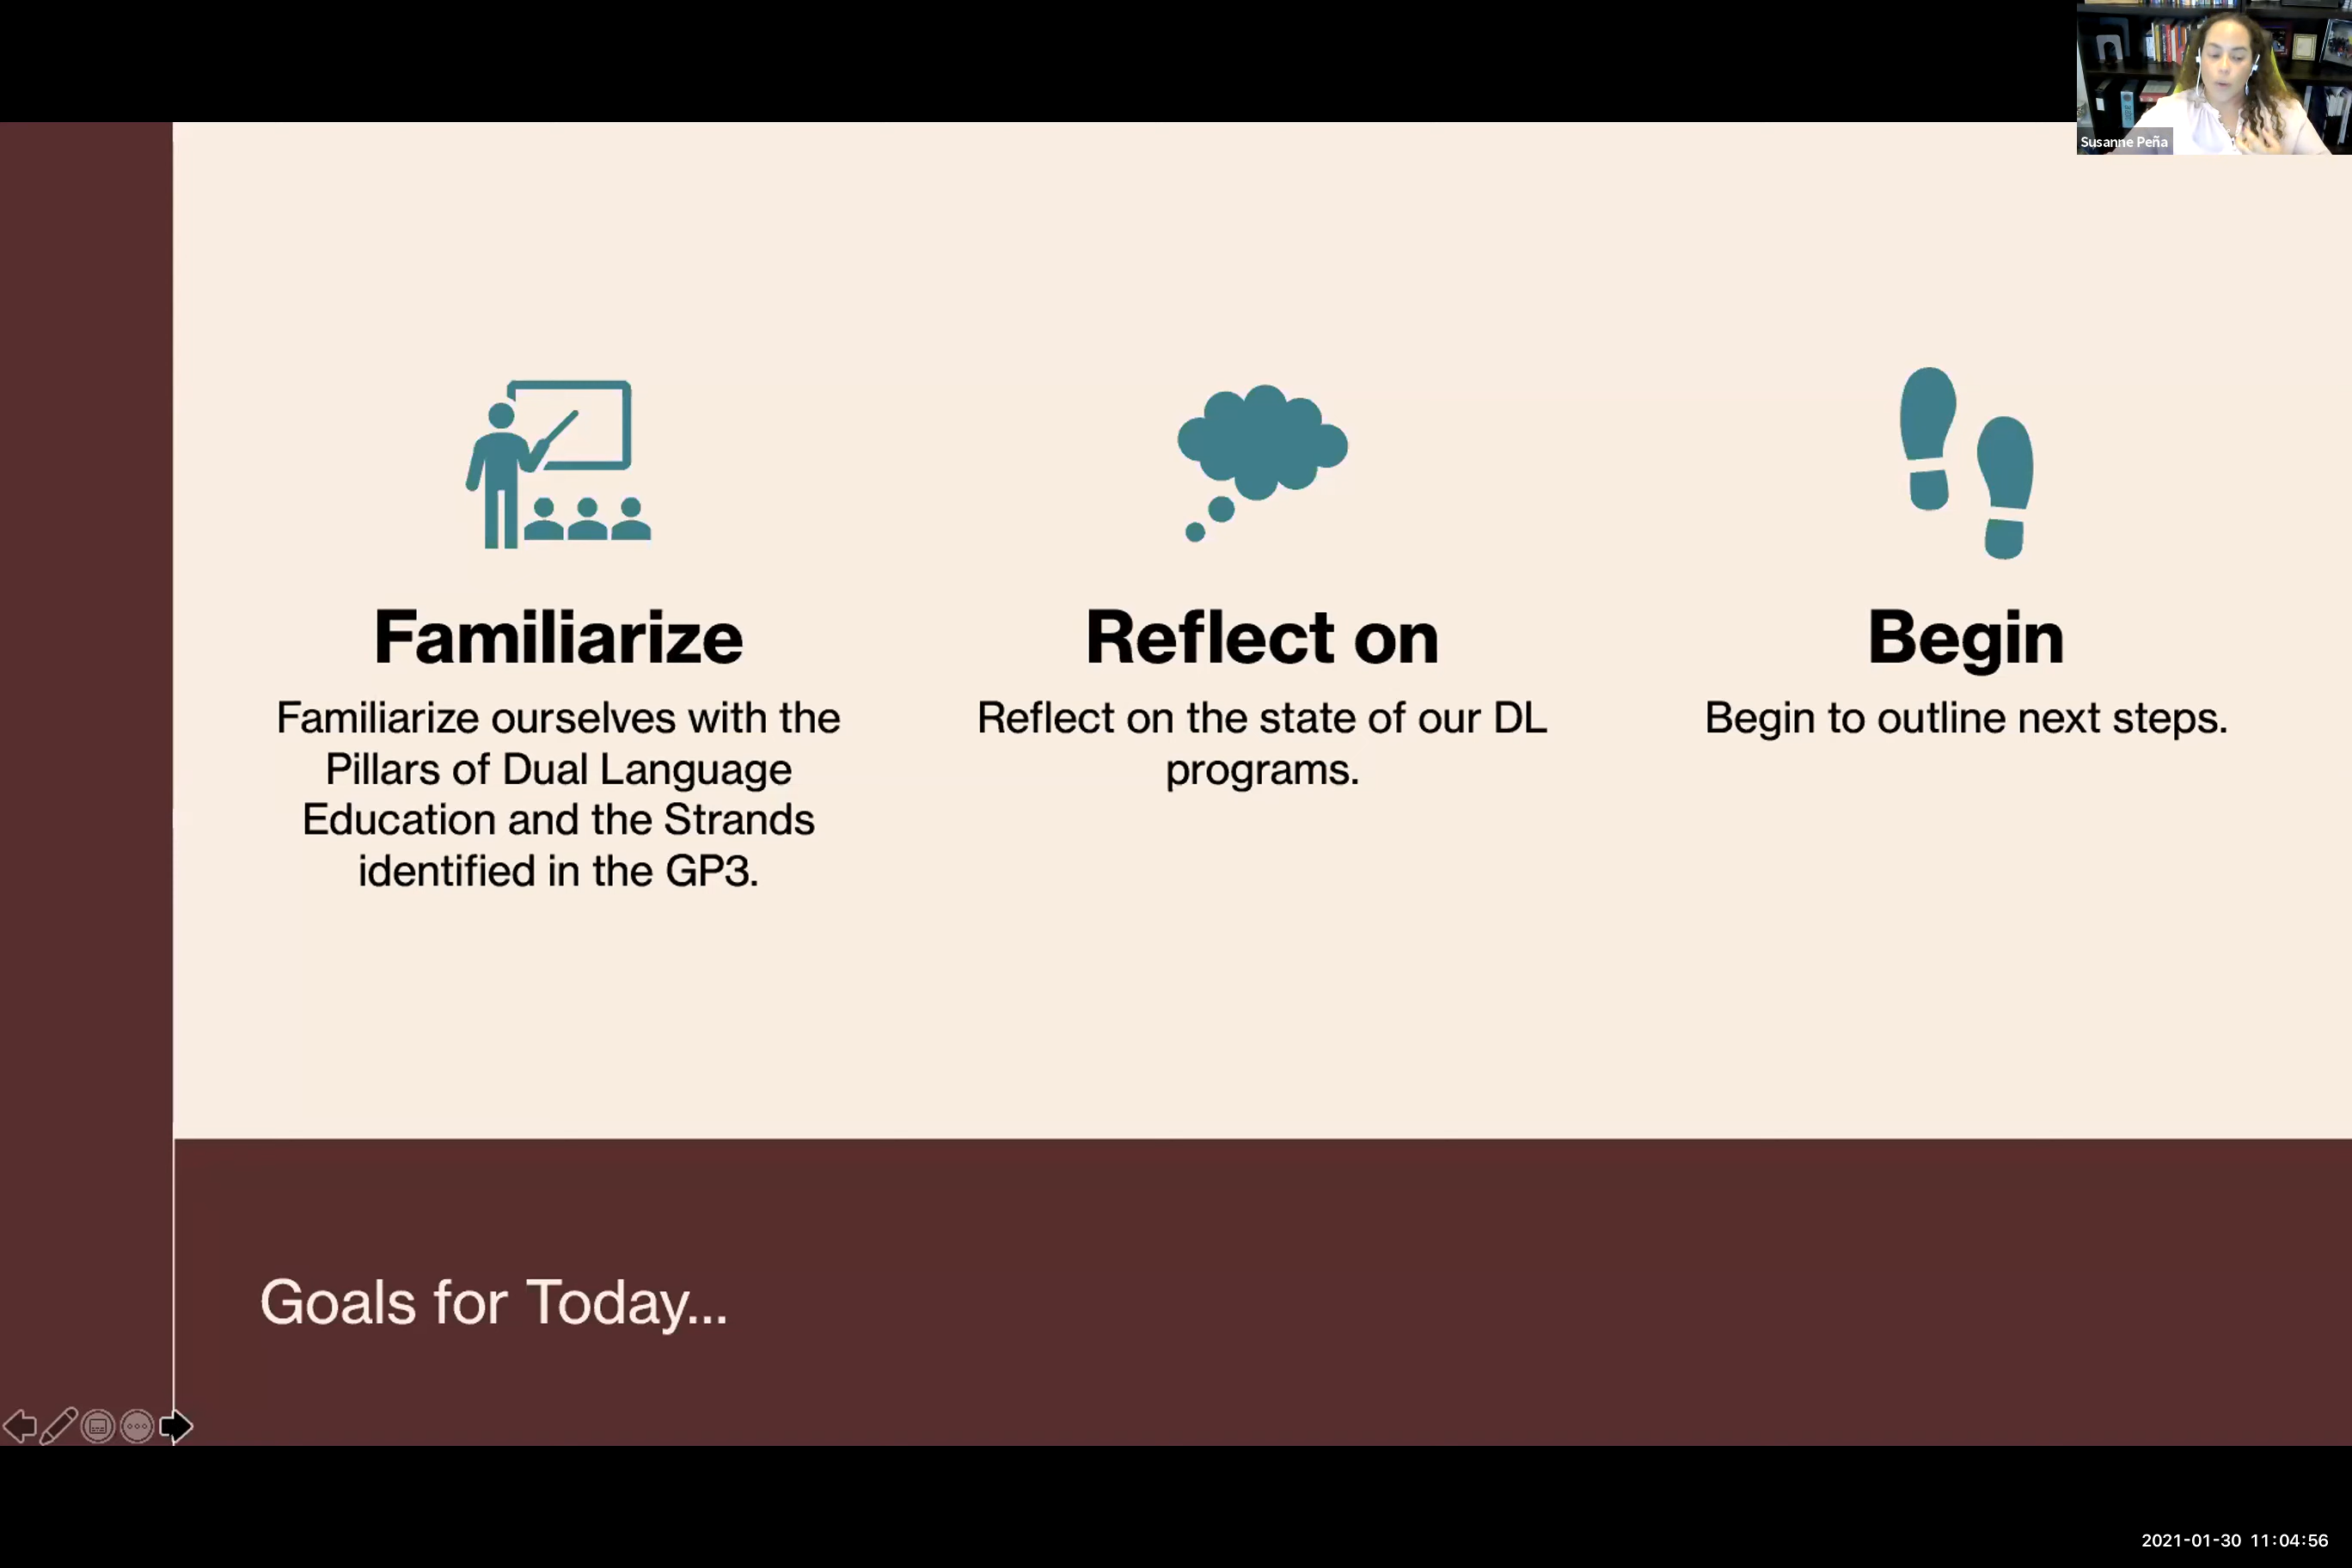 Susanne Peña
Familiarize
Familiarize ourselves with the
Pillars of Dual Language
Education and the Strands
identified in the GP3.
Reflect on
Reflect on the state of our DL
programs.
Begin
Begin to outline next steps.
Goals for Today...
2021-01-30 11:04:56